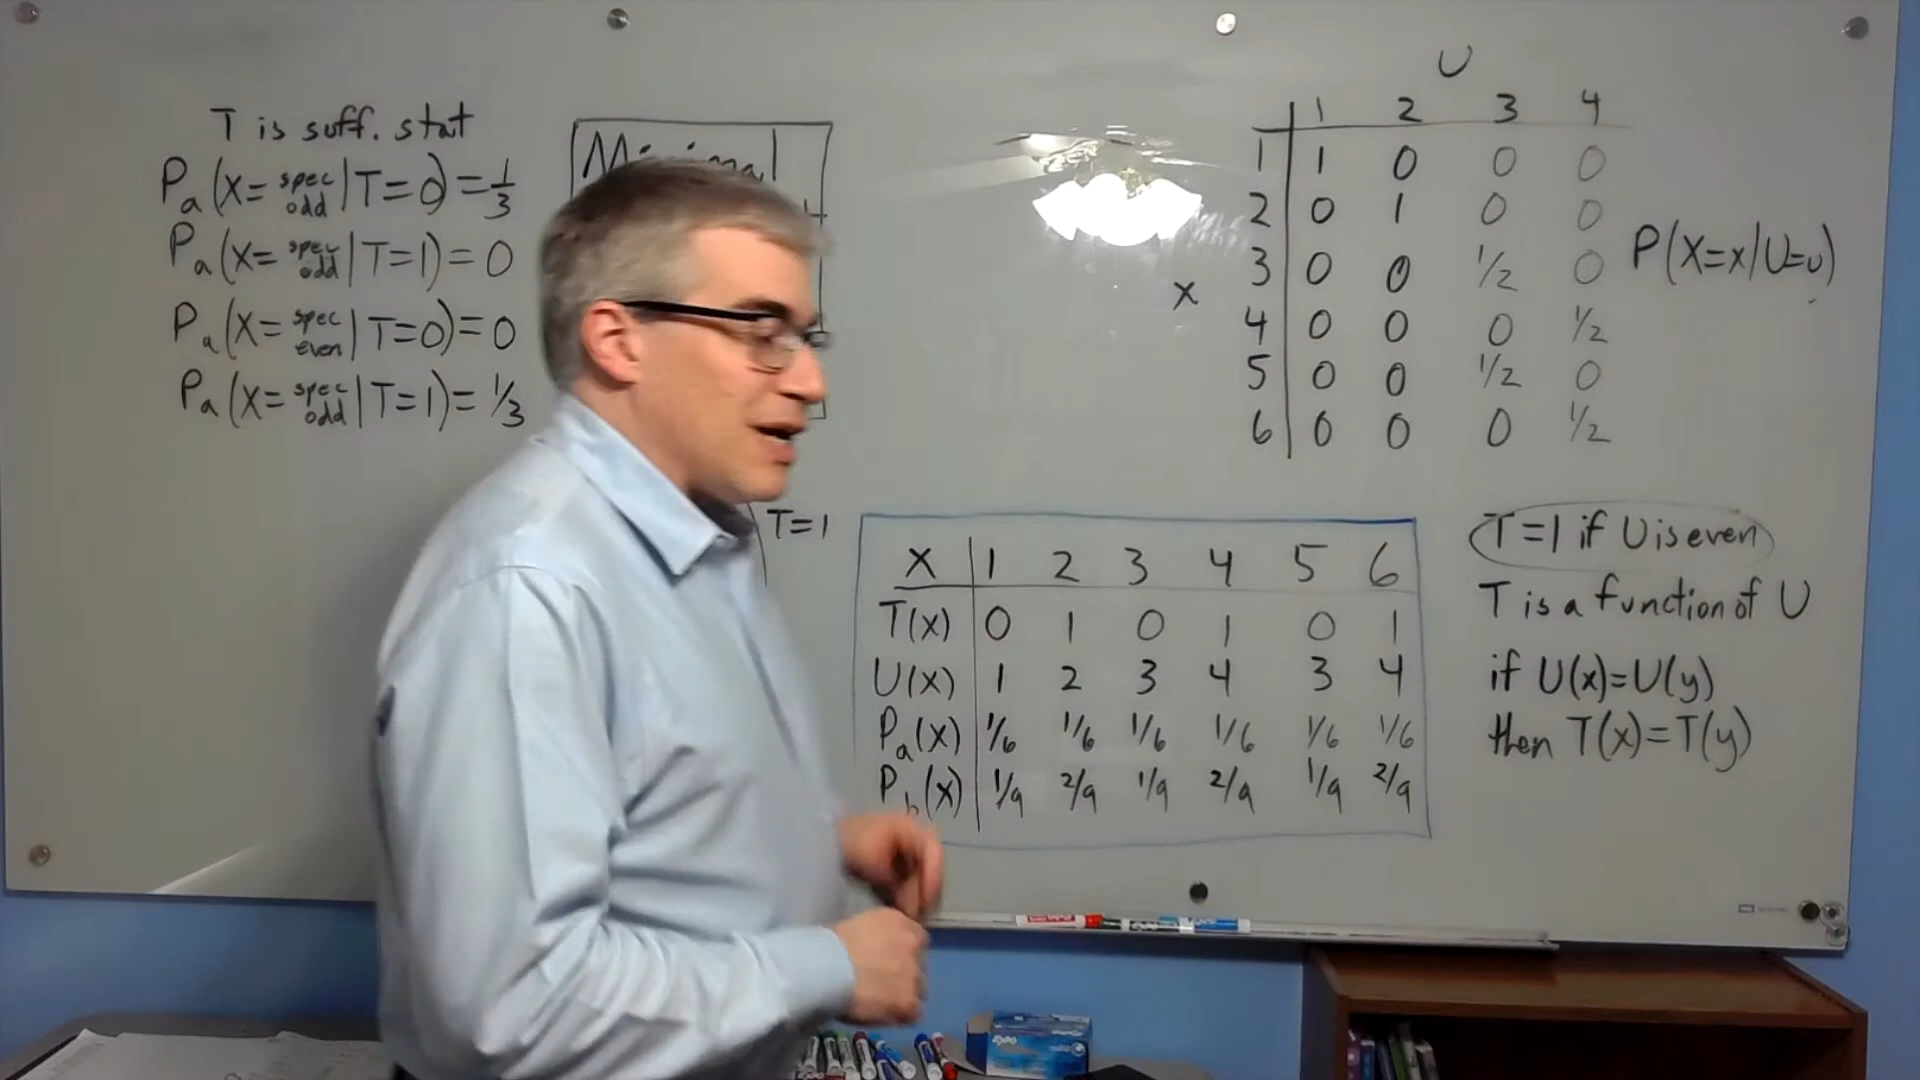 T is suff. stat
Pₐ(X= spec odd | T=0) = 1/3
Pₐ(X= spec odd | T=1) = 0
Pₐ(X= spec even | T=0) = 0
Pₐ(X= spec odd | T=1) = 1/3
T=1
U
1 2 3 4
1 1 0 0 0
2 0 1 0 0
3 0 0 1/2 0
x
4 0 0 0 1/2
5 0 0 1/2 0
6 0 0 0 1/2
P(X=x|U=u)
X 1 2 3 4 5 6
T(x) 0 1 0 1 0 1
U(x) 1 2 3 4 3 4
Pₐ(x) 1/6 1/6 1/6 1/6 1/6 1/6
P_b(x) 1/9 2/9 1/9 2/9 1/9 2/9
T=1 if U is even
T is a function of U
if U(x)=U(y)
then T(x)=T(y)
EXPO